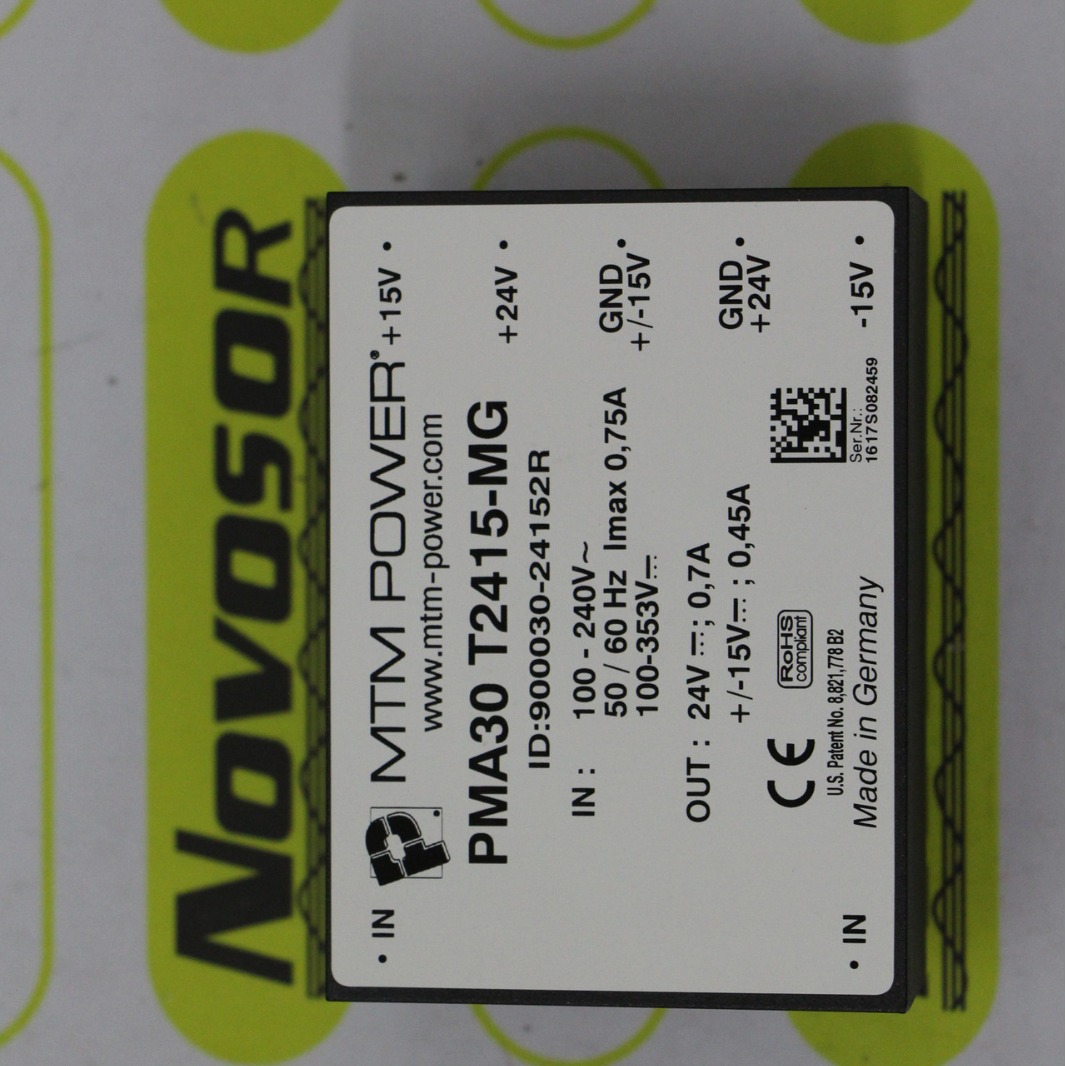 NOVOSOR
MTM POWER®
www.mtm-power.com
PMA30 T2415-MG
ID:900030-24152R
IN : 100 - 240V~
50 / 60 Hz Imax 0,75A
100-353V⎓
OUT : 24V ⎓; 0,7A
+/-15V⎓ ; 0,45A
CE
RoHS
compliant
U.S. Patent No. 8,821,778 B2
Made in Germany
Ser.Nr.:
1617S082459
• IN
• IN
+15V •
+24V •
GND •
+/-15V
GND •
+24V
-15V •